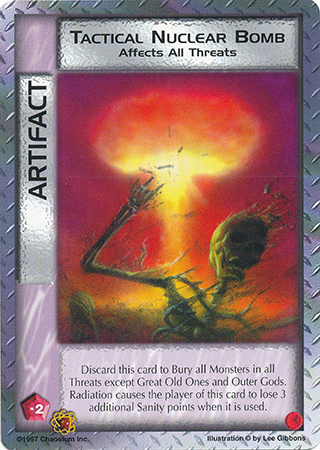 TACTICAL NUCLEAR BOMB
Affects All Threats
ARTIFACT
Discard this card to Bury all Monsters in all
Threats except Great Old Ones and Outer Gods.
Radiation causes the player of this card to lose 3
additional Sanity points when it is used.
-2
©1997 Chaosium Inc.
Illustration © by Lee Gibbons